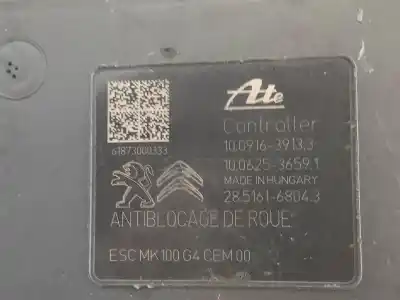 Ate
Controller
10.0916-3913.3
10.0625-3659.1
MADE IN HUNGARY
28.5161-6804.3
61873000333
ANTIBLOCAGE DE ROUE
ESC MK100 G4 CEM 00